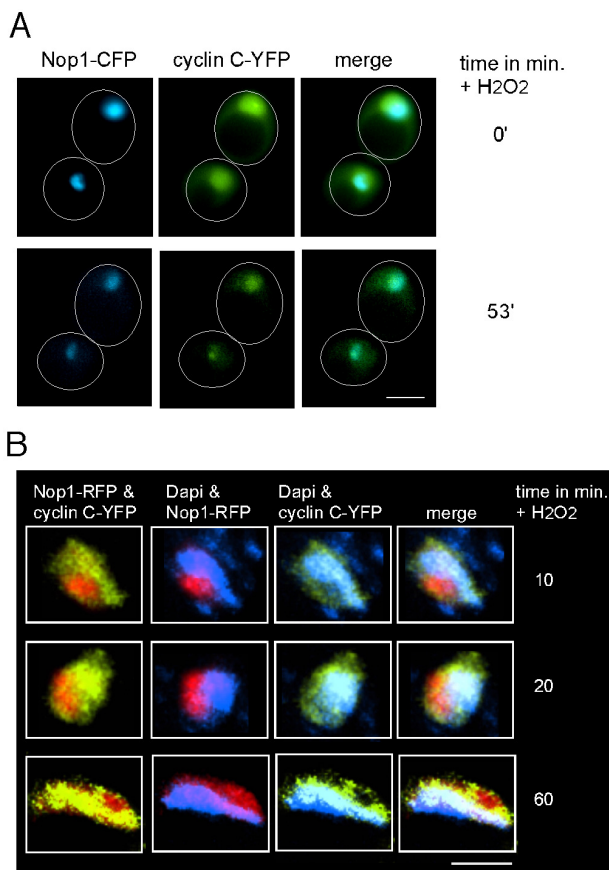 A
Nop1-CFP cyclin C-YFP merge time in min.
+ H2O2
0'
53'
B
Nop1-RFP & Dapi & Dapi & time in min.
cyclin C-YFP Nop1-RFP cyclin C-YFP merge + H2O2
10
20
60